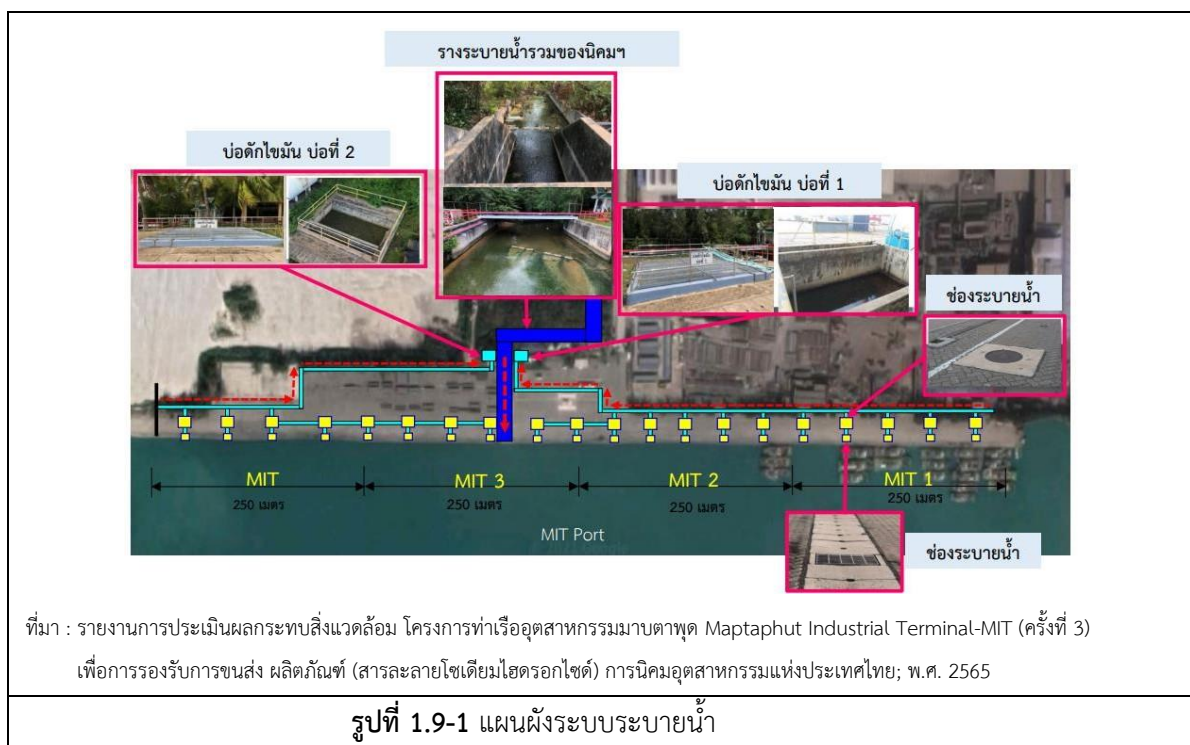 รางระบายน้ำรวมของนิคมฯ
บ่อดักไขมัน บ่อที่ 2
บ่อดักไขมัน บ่อที่ 1
ช่องระบายน้ำ
MIT
MIT 3
MIT 2
MIT 1
250 เมตร
250 เมตร
250 เมตร
250 เมตร
MIT Port
ช่องระบายน้ำ
ที่มา : รายงานการประเมินผลกระทบสิ่งแวดล้อม โครงการท่าเรืออุตสาหกรรมมาบตาพุด Maptaphut Industrial Terminal-MIT (ครั้งที่ 3)
เพื่อการรองรับการขนส่ง ผลิตภัณฑ์ (สารละลายโซเดียมไฮดรอกไซด์) การนิคมอุตสาหกรรมแห่งประเทศไทย; พ.ศ. 2565
รูปที่ 1.9-1 แผนผังระบบระบายน้ำ